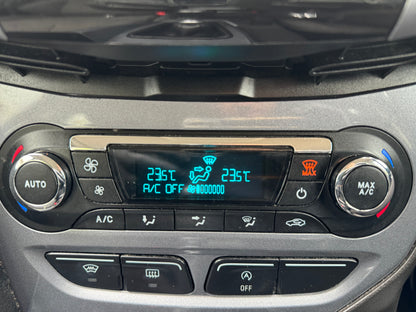 MAX
23.5°C 23.5°C
A/C OFF
AUTO
MAX
A/C
A/C
OFF